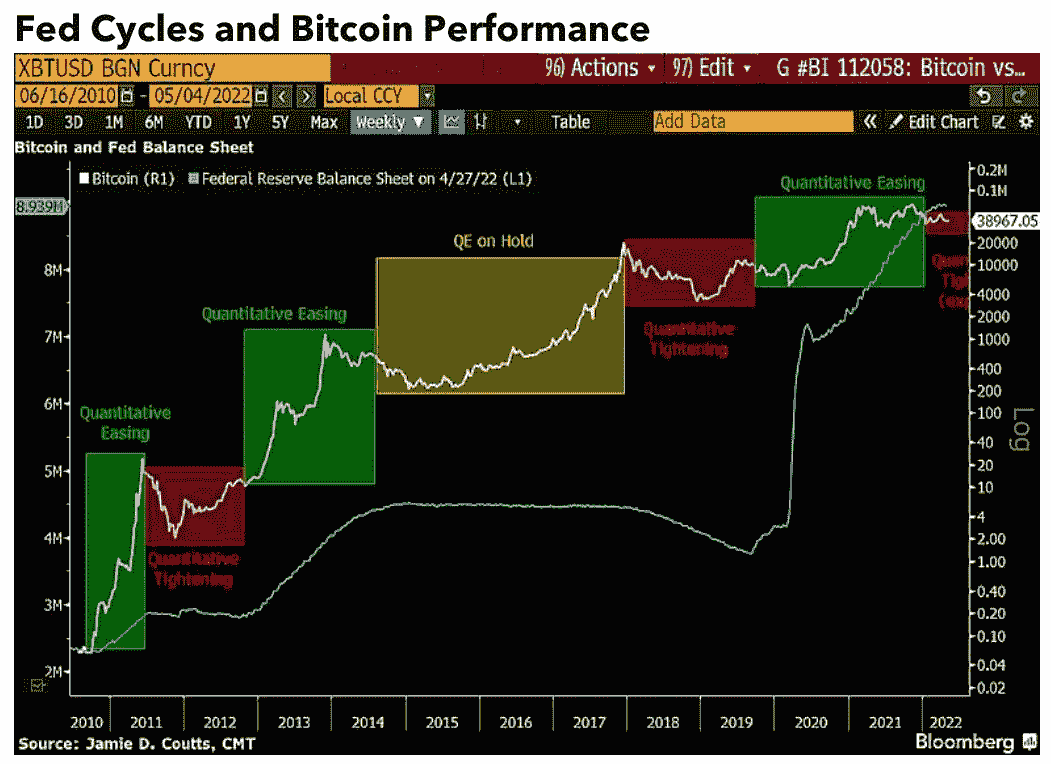 Fed Cycles and Bitcoin Performance
XBTUSD BGN Curncy
96) Actions
97) Edit
G #BI 112058: Bitcoin vs...
06/16/2010 - 05/04/2022
Local CCY
1D 3D 1M 6M YTD 1Y 5Y Max Weekly ▼
Table
Add Data
« Edit Chart
Bitcoin and Fed Balance Sheet
Bitcoin (R1)
Federal Reserve Balance Sheet on 4/27/22 (L1)
8.939M
8M
7M
6M
5M
4M
3M
2M
Quantitative
Easing
Quantitative
Tightening
Quantitative Easing
QE on Hold
Quantitative
Tightening
Quantitative Easing
0.2M
0.1M
38967.05
20000
10000
4000
2000
1000
400
200
100
40
20
10
4
2.00
1.00
0.40
0.20
0.10
0.04
0.02
Log
2010 2011 2012 2013 2014 2015 2016 2017 2018 2019 2020 2021 2022
Source: Jamie D. Coutts, CMT
Bloomberg